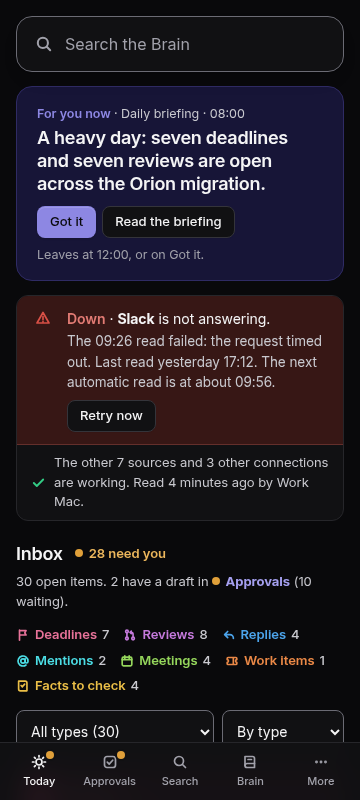 Search the Brain
For you now · Daily briefing · 08:00
A heavy day: seven deadlines
and seven reviews are open
across the Orion migration.
Got it
Read the briefing
Leaves at 12:00, or on Got it.
Down · Slack is not answering.
The 09:26 read failed: the request timed
out. Last read yesterday 17:12. The next
automatic read is at about 09:56.
Retry now
The other 7 sources and 3 other connections
are working. Read 4 minutes ago by Work
Mac.
Inbox 28 need you
30 open items. 2 have a draft in Approvals (10
waiting).
Deadlines 7 Reviews 8 Replies 4
Mentions 2 Meetings 4 Work items 1
Facts to check 4
All types (30) By type
Today Approvals Search Brain More